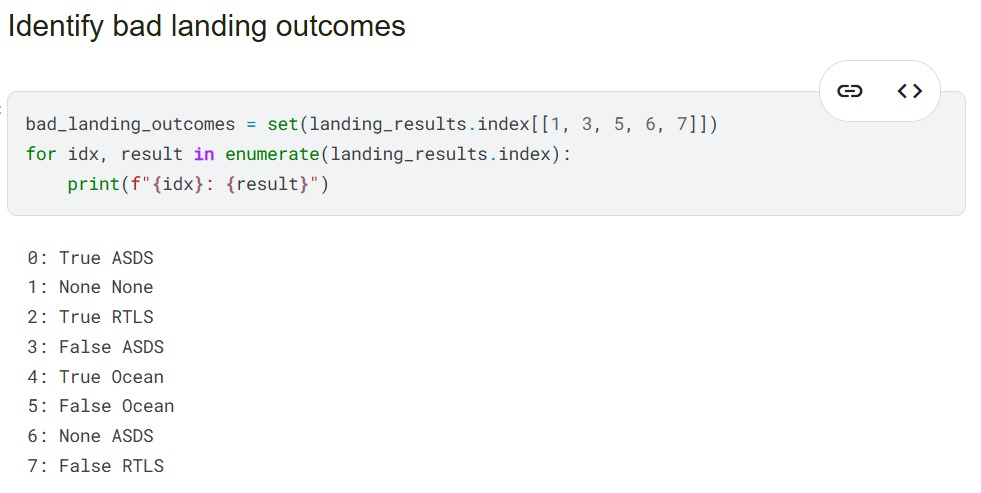 Identify bad landing outcomes
bad_landing_outcomes = set(landing_results.index[[1, 3, 5, 6, 7]])
for idx, result in enumerate(landing_results.index):
    print(f"{idx}: {result}")
0: True ASDS
1: None None
2: True RTLS
3: False ASDS
4: True Ocean
5: False Ocean
6: None ASDS
7: False RTLS